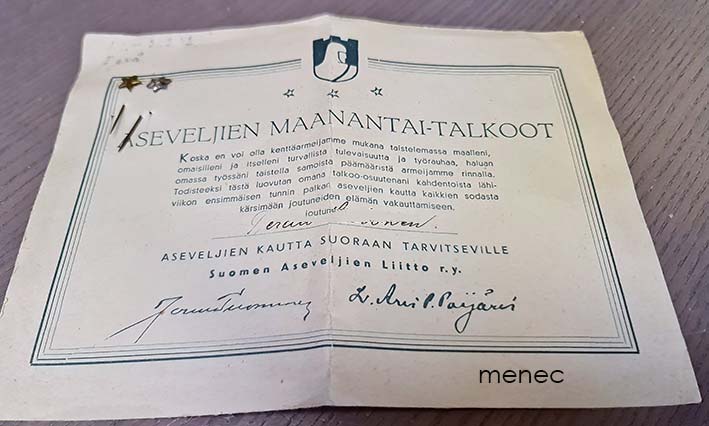 ASEVELJIEN MAANANTAI-TALKOOT
Koska en voi olla kenttäarmeijamme mukana taistelemassa maalleni,
omaisilleni ja itselleni turvallista tulevaisuutta ja työrauhaa, haluan
omassa työssäni taistella samoista päämääristä armeijamme rinnalla.
Todisteeksi tästä luovutan omana talkoo-osuutenani kahdentoista lähi-
viikon ensimmäisen tunnin palkan aseveljien kautta kaikkien sodasta
kärsimään joutuneiden elämän vakauttamiseen.
ASEVELJIEN KAUTTA SUORAAN TARVITSEVILLE
Suomen Aseveljien Liitto r.y.
menec